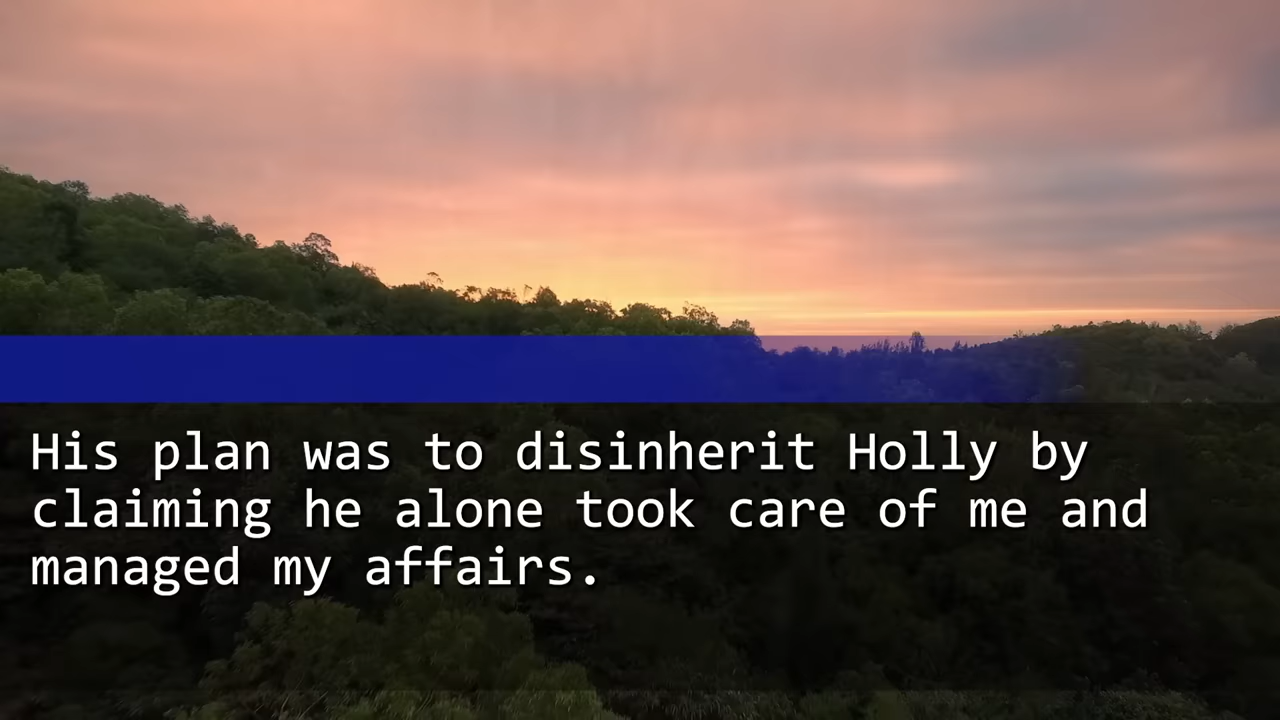 His plan was to disinherit Holly by
claiming he alone took care of me and
managed my affairs.